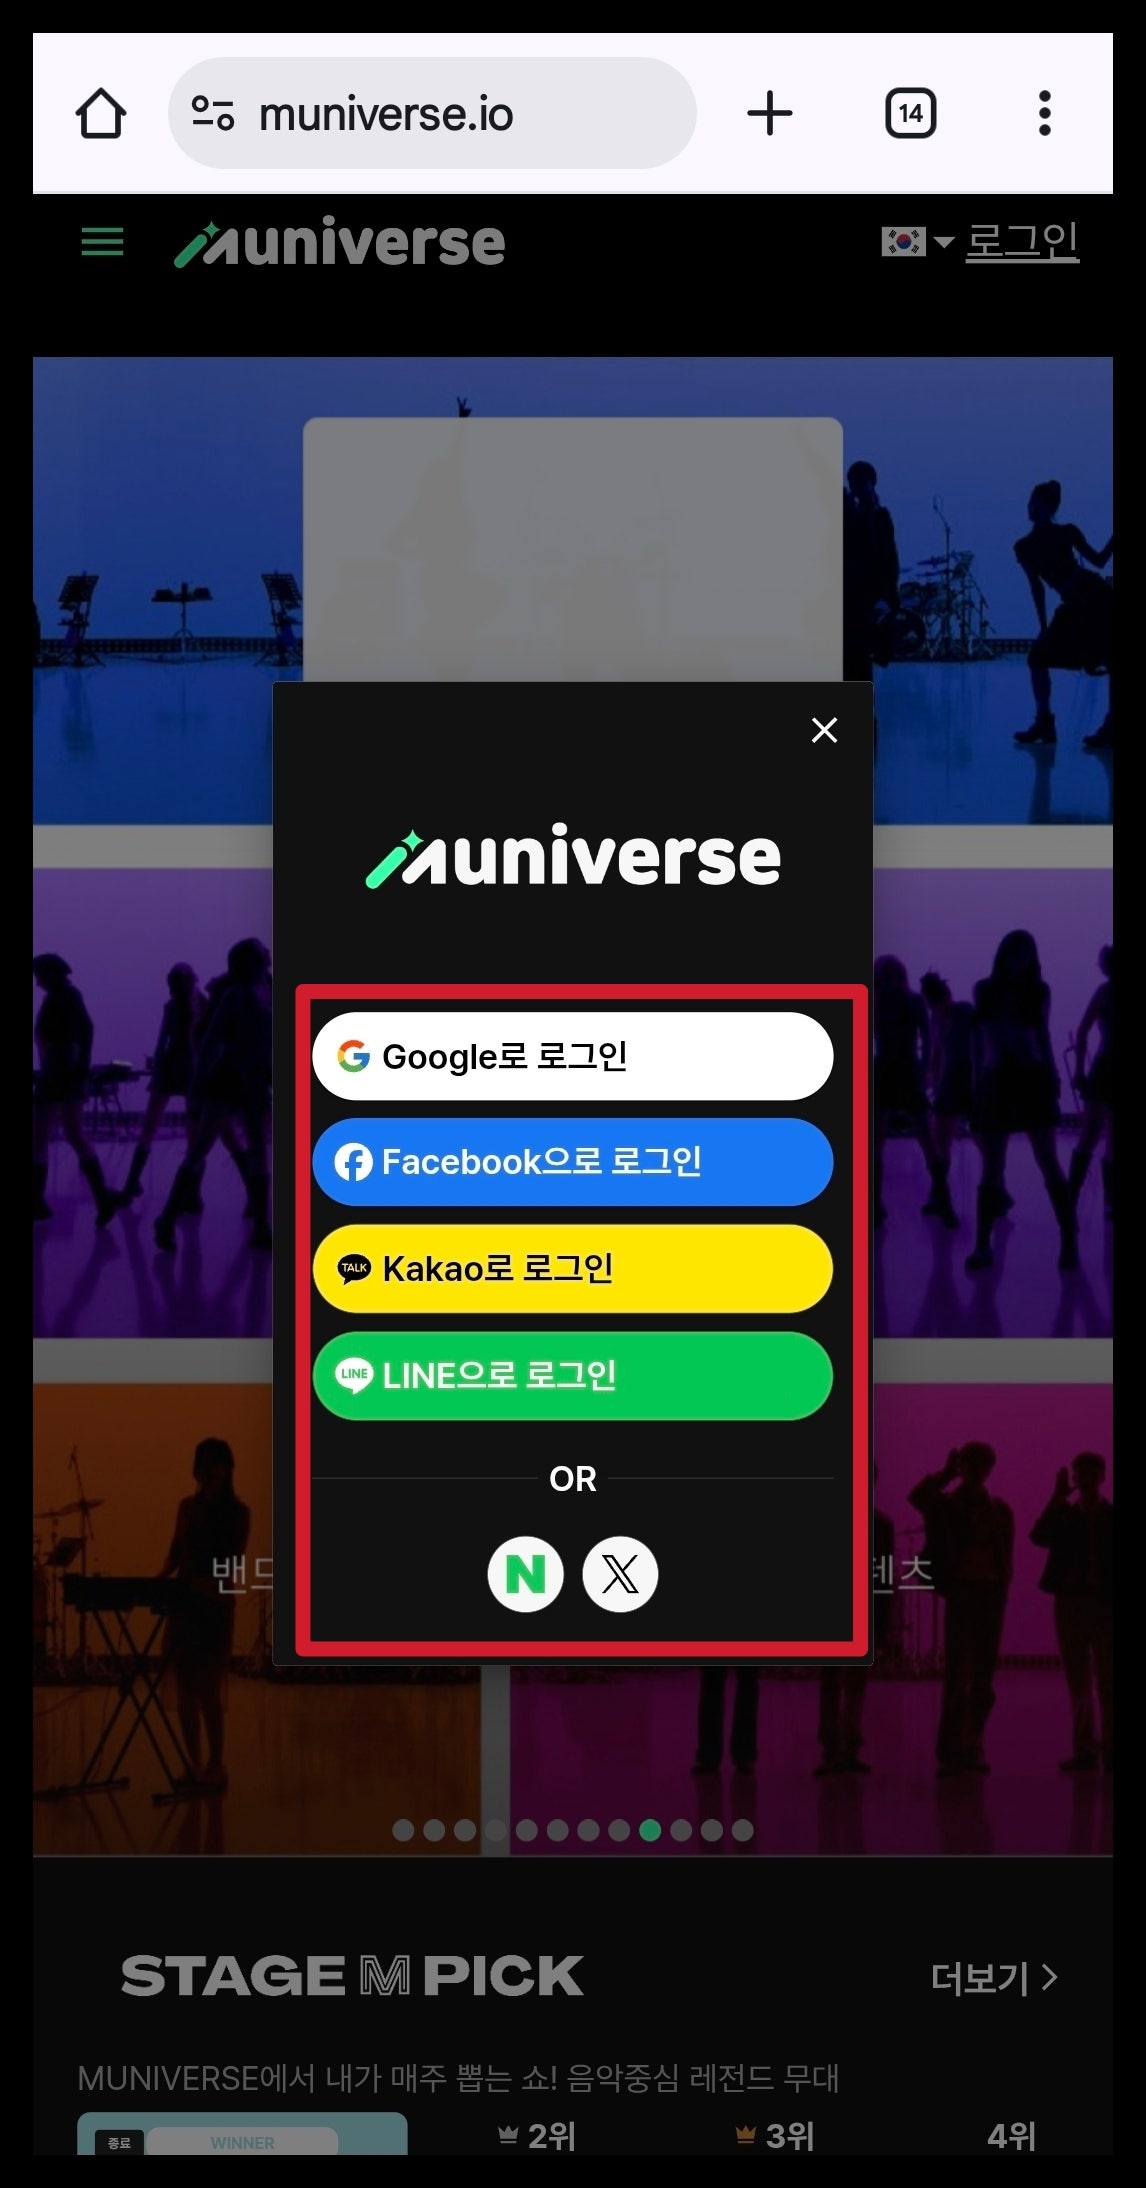 muniverse.io
14
muniverse
로그인
muniverse
Google로 로그인
Facebook으로 로그인
TALK
Kakao로 로그인
LINE
LINE으로 로그인
OR
N
X
밴드
텐츠
STAGE M PICK
더보기
MUNIVERSE에서 내가 매주 뽑는 쇼! 음악중심 레전드 무대
종료
WINNER
2위
3위
4위